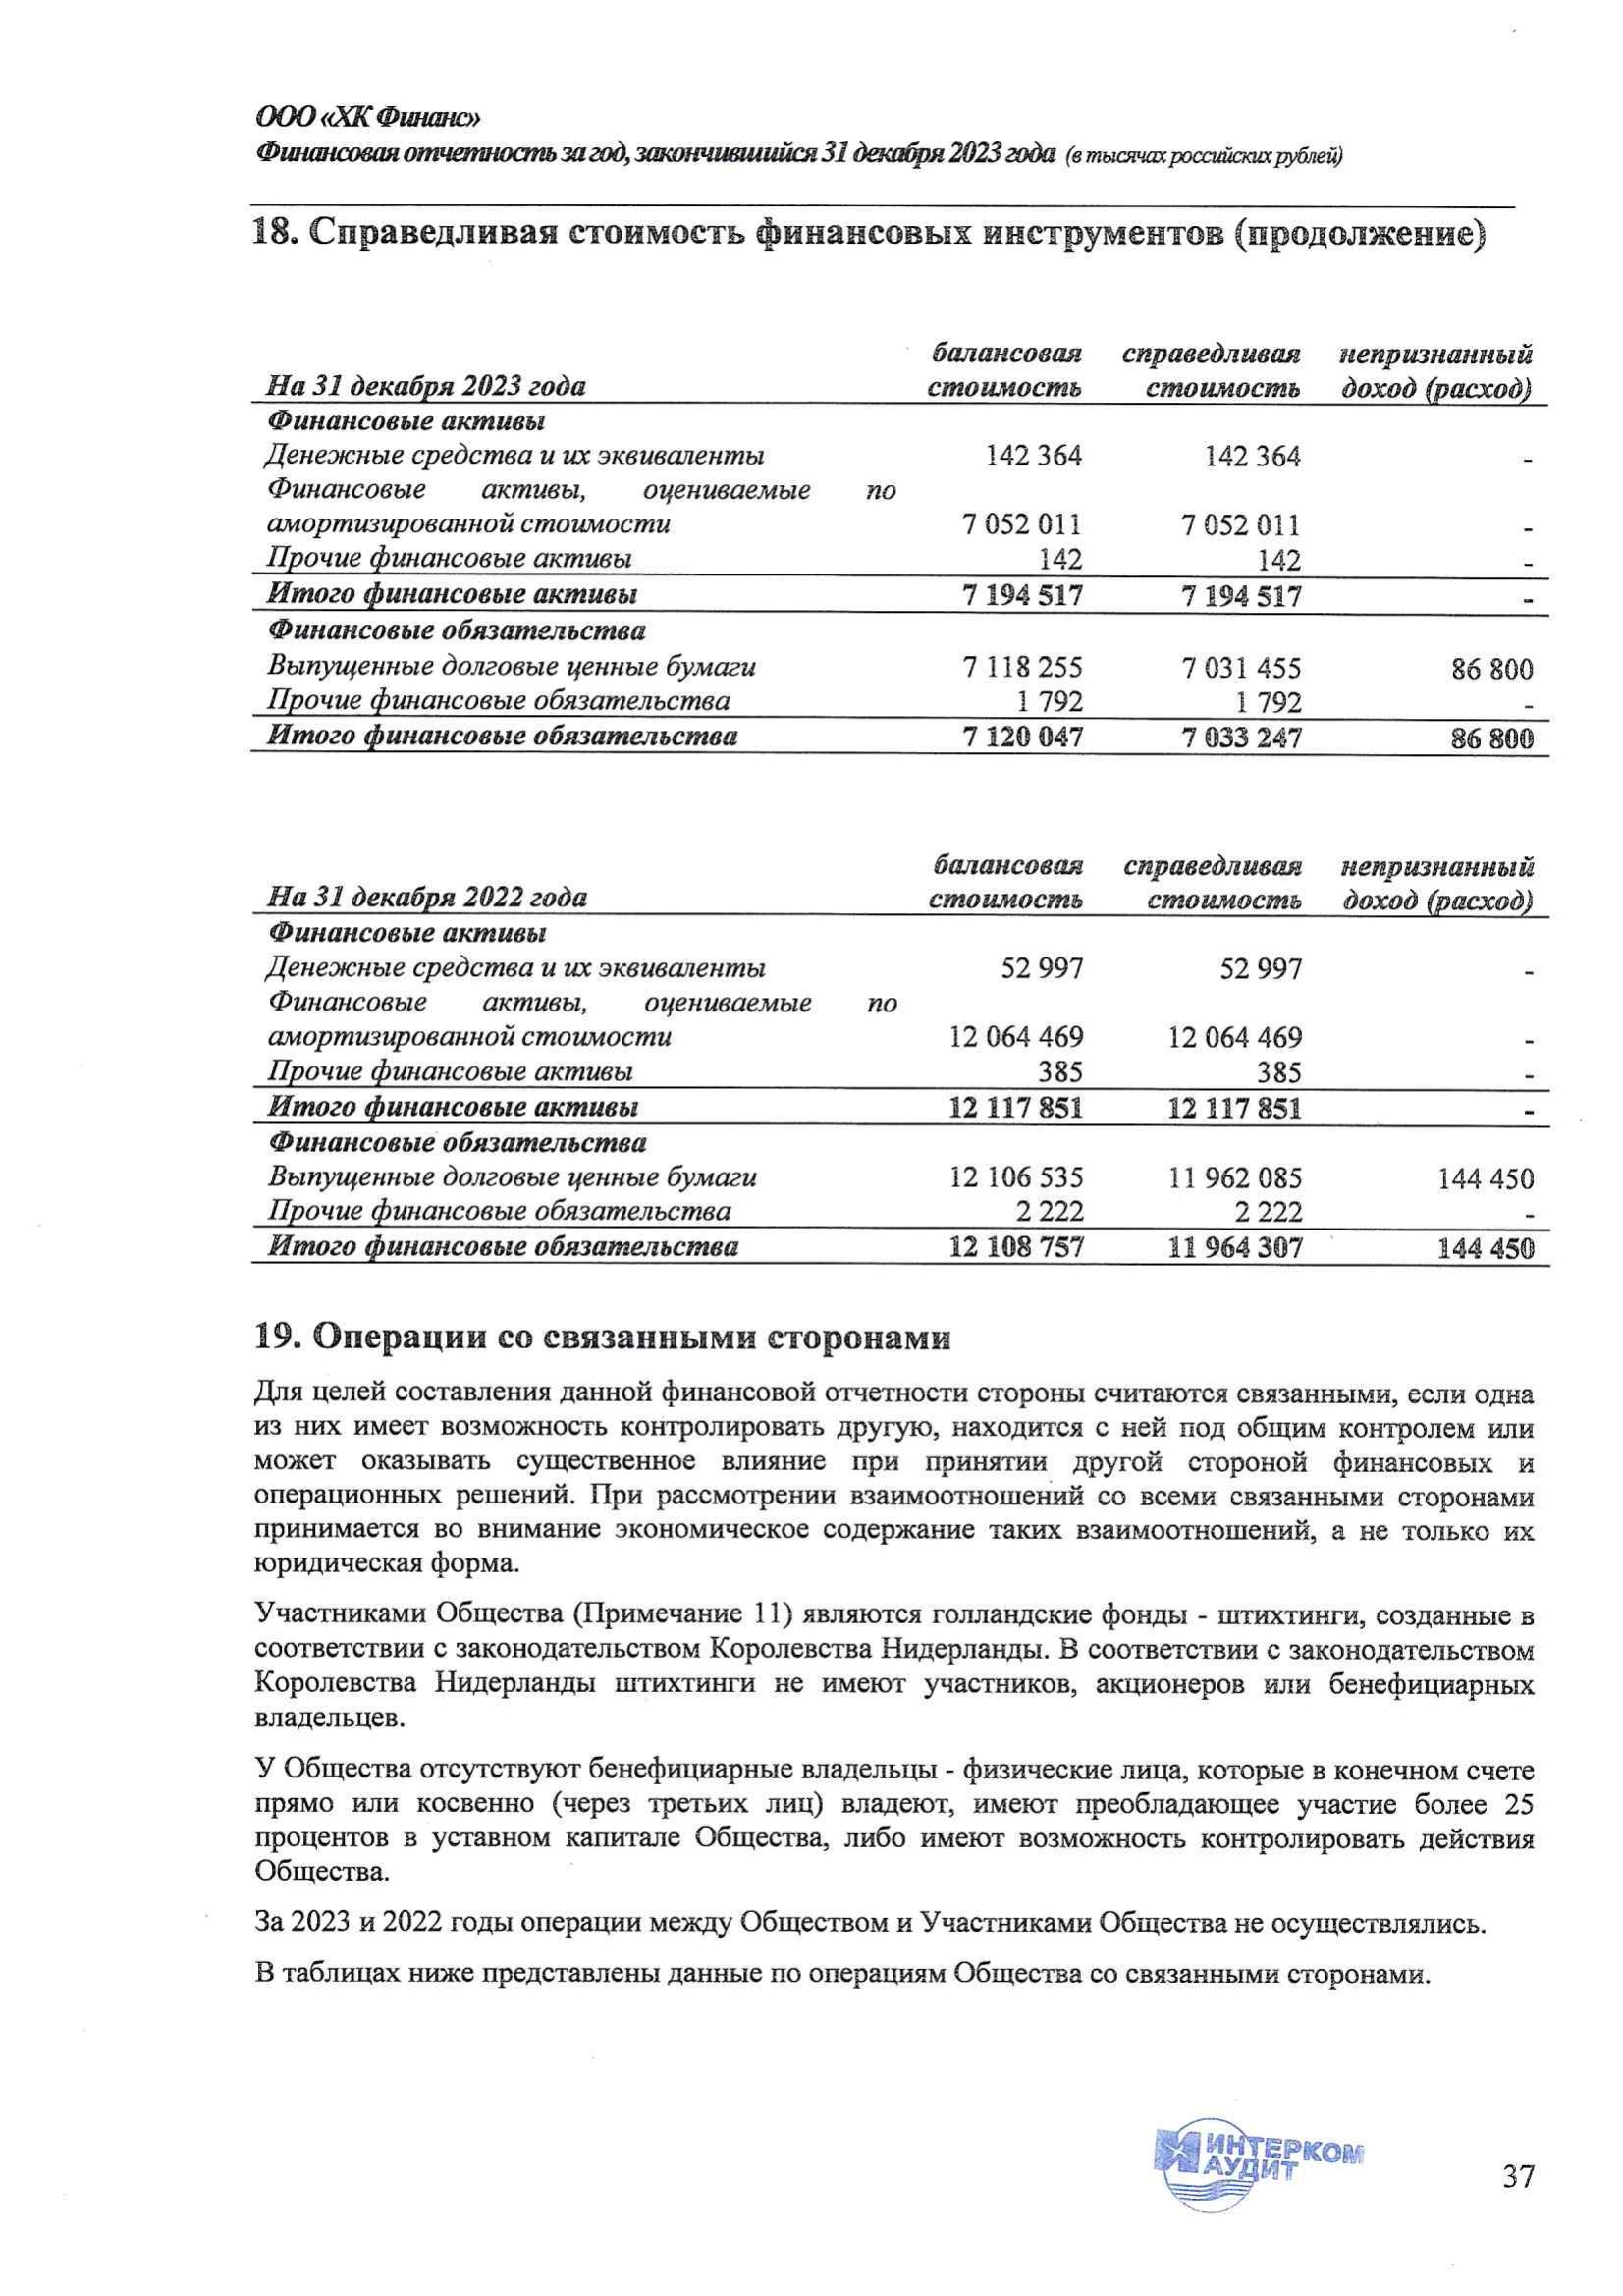 ООО «ХК Финанс»
Финансовая отчетность за год, закончившийся 31 декабря 2023 года (в тысячах российских рублей)
18. Справедливая стоимость финансовых инструментов (продолжение)
балансовая справедливая непризнанный
На 31 декабря 2023 года стоимость стоимость доход (расход)
Финансовые активы
Денежные средства и их эквиваленты 142 364 142 364 -
Финансовые активы, оцениваемые по
амортизированной стоимости 7 052 011 7 052 011 -
Прочие финансовые активы 142 142 -
Итого финансовые активы 7 194 517 7 194 517 -
Финансовые обязательства
Выпущенные долговые ценные бумаги 7 118 255 7 031 455 86 800
Прочие финансовые обязательства 1 792 1 792 -
Итого финансовые обязательства 7 120 047 7 033 247 86 800
балансовая справедливая непризнанный
На 31 декабря 2022 года стоимость стоимость доход (расход)
Финансовые активы
Денежные средства и их эквиваленты 52 997 52 997 -
Финансовые активы, оцениваемые по
амортизированной стоимости 12 064 469 12 064 469 -
Прочие финансовые активы 385 385 -
Итого финансовые активы 12 117 851 12 117 851 -
Финансовые обязательства
Выпущенные долговые ценные бумаги 12 106 535 11 962 085 144 450
Прочие финансовые обязательства 2 222 2 222 -
Итого финансовые обязательства 12 108 757 11 964 307 144 450
19. Операции со связанными сторонами
Для целей составления данной финансовой отчетности стороны считаются связанными, если одна
из них имеет возможность контролировать другую, находится с ней под общим контролем или
может оказывать существенное влияние при принятии другой стороной финансовых и
операционных решений. При рассмотрении взаимоотношений со всеми связанными сторонами
принимается во внимание экономическое содержание таких взаимоотношений, а не только их
юридическая форма.
Участниками Общества (Примечание 11) являются голландские фонды - штихтинги, созданные в
соответствии с законодательством Королевства Нидерланды. В соответствии с законодательством
Королевства Нидерланды штихтинги не имеют участников, акционеров или бенефициарных
владельцев.
У Общества отсутствуют бенефициарные владельцы - физические лица, которые в конечном счете
прямо или косвенно (через третьих лиц) владеют, имеют преобладающее участие более 25
процентов в уставном капитале Общества, либо имеют возможность контролировать действия
Общества.
За 2023 и 2022 годы операции между Обществом и Участниками Общества не осуществлялись.
В таблицах ниже представлены данные по операциям Общества со связанными сторонами.
ИНТЕРКОМ
АУДИТ
37